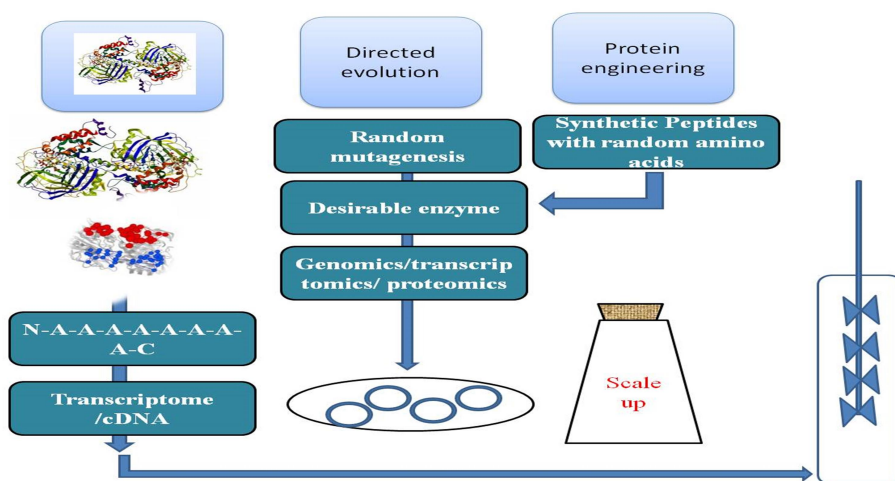 Directed
evolution
Protein
engineering
Random
mutagenesis
Synthetic Peptides
with random amino
acids
Desirable enzyme
Genomics/transcrip
tomics/ proteomics
N-A-A-A-A-A-A-A-
A-C
Transcriptome
/cDNA
Scale
up